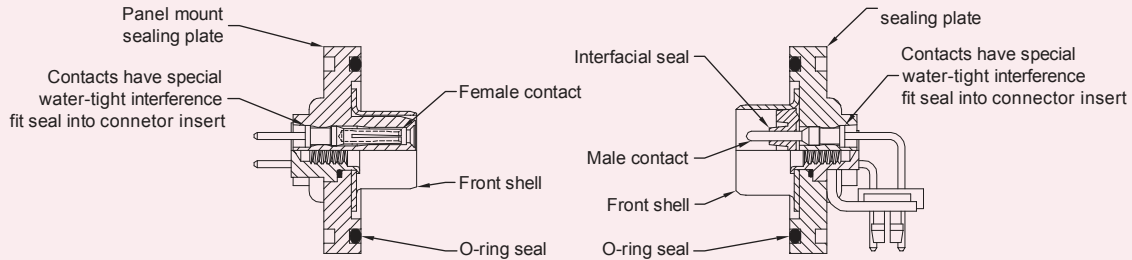 Panel mount
sealing plate
Contacts have special
water-tight interference
fit seal into connetor insert
Female contact
Front shell
O-ring seal
sealing plate
Interfacial seal
Contacts have special
water-tight interference
fit seal into connector insert
Male contact
Front shell
O-ring seal